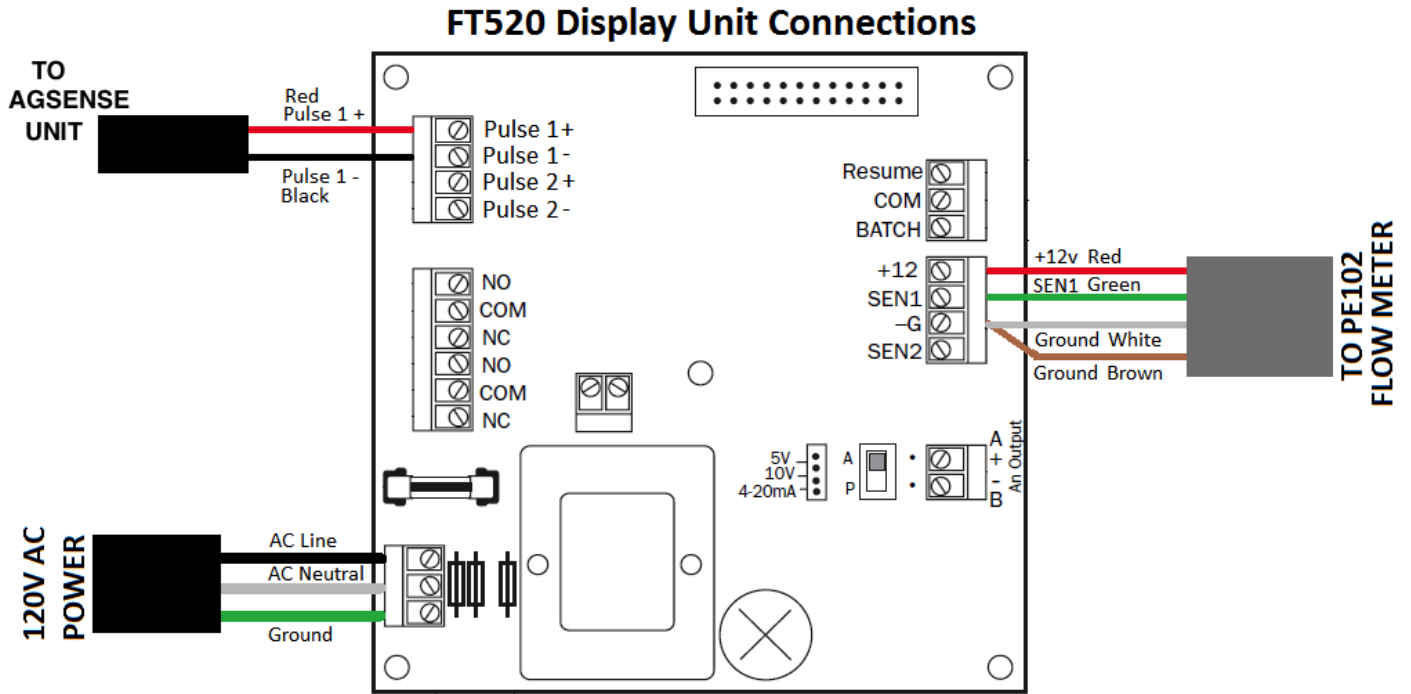 FT520 Display Unit Connections
TO
AGSENSE
UNIT
Red
Pulse 1 +
Pulse 1 -
Black
Pulse 1+
Pulse 1-
Pulse 2+
Pulse 2-
Resume
COM
BATCH
+12
SEN1
–G
SEN2
+12v Red
SEN1 Green
Ground White
Ground Brown
TO PE102
FLOW METER
NO
COM
NC
NO
COM
NC
5V
10V
4-20mA
A
P
A
+
-
B
An Output
120V AC
POWER
AC Line
AC Neutral
Ground